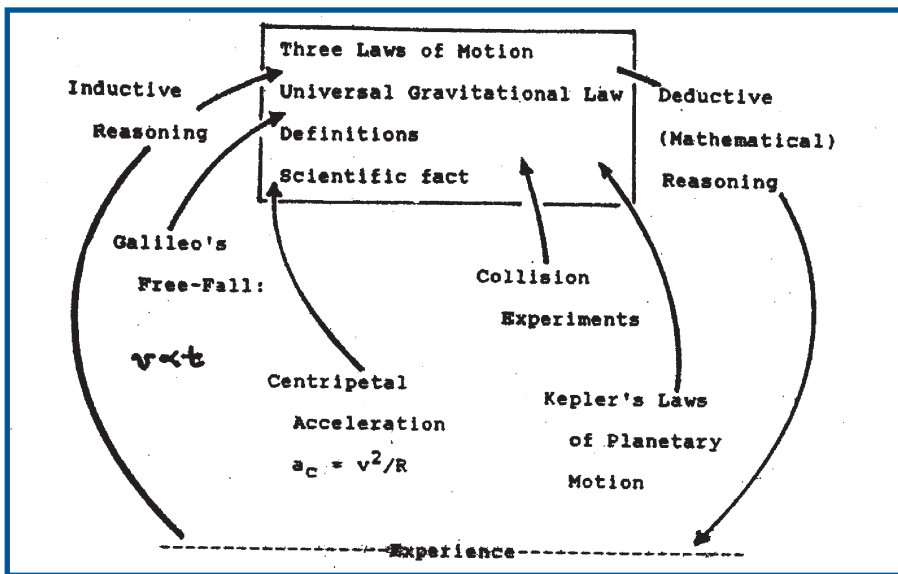 Three Laws of Motion
Universal Gravitational Law
Definitions
Scientific fact
Inductive
Reasoning
Deductive
(Mathematical)
Reasoning
Galileo's
Free-Fall:
v∝t
Collision
Experiments
Centripetal
Acceleration
a_c = v²/R
Kepler's Laws
of Planetary
Motion
Experience